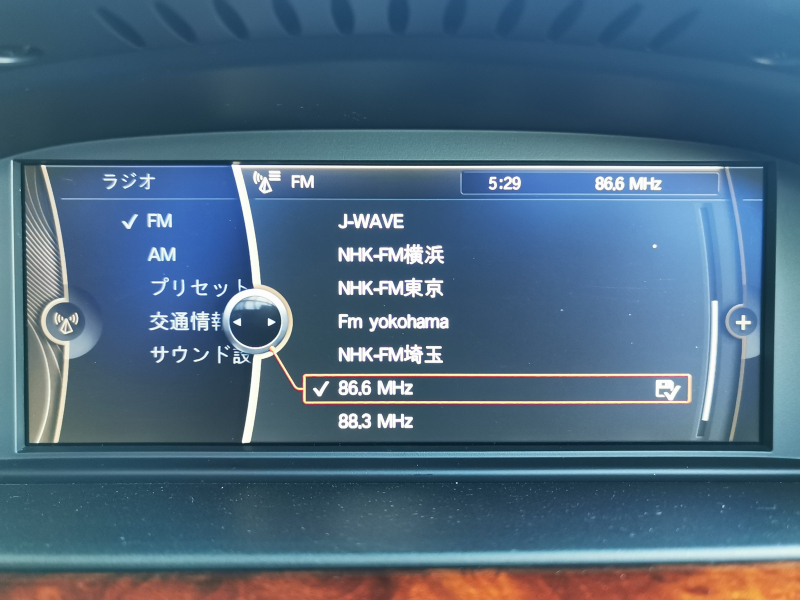 ラジオ
FM
AM
プリセット
交通情報
サウンド設
FM
5:29
86.6 MHz
J-WAVE
NHK-FM横浜
NHK-FM東京
Fm yokohama
NHK-FM埼玉
86.6 MHz
88.3 MHz